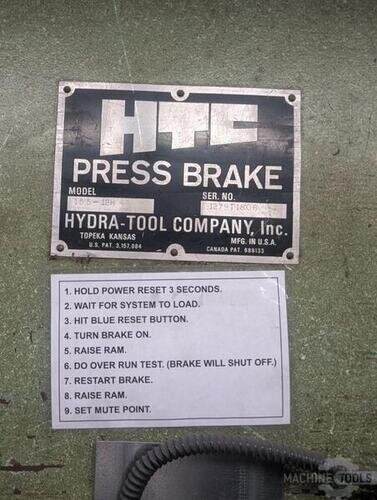 HTC
PRESS BRAKE
MODEL SER. NO.
HYDRA-TOOL COMPANY, Inc.
TOPEKA KANSAS MFG. IN U.S.A.
U.S. PAT. 3,157,084 CANADA PAT. 688133
1. HOLD POWER RESET 3 SECONDS.
2. WAIT FOR SYSTEM TO LOAD.
3. HIT BLUE RESET BUTTON.
4. TURN BRAKE ON.
5. RAISE RAM.
6. DO OVER RUN TEST. (BRAKE WILL SHUT OFF.)
7. RESTART BRAKE.
8. RAISE RAM.
9. SET MUTE POINT.
MACHINE TOOLS